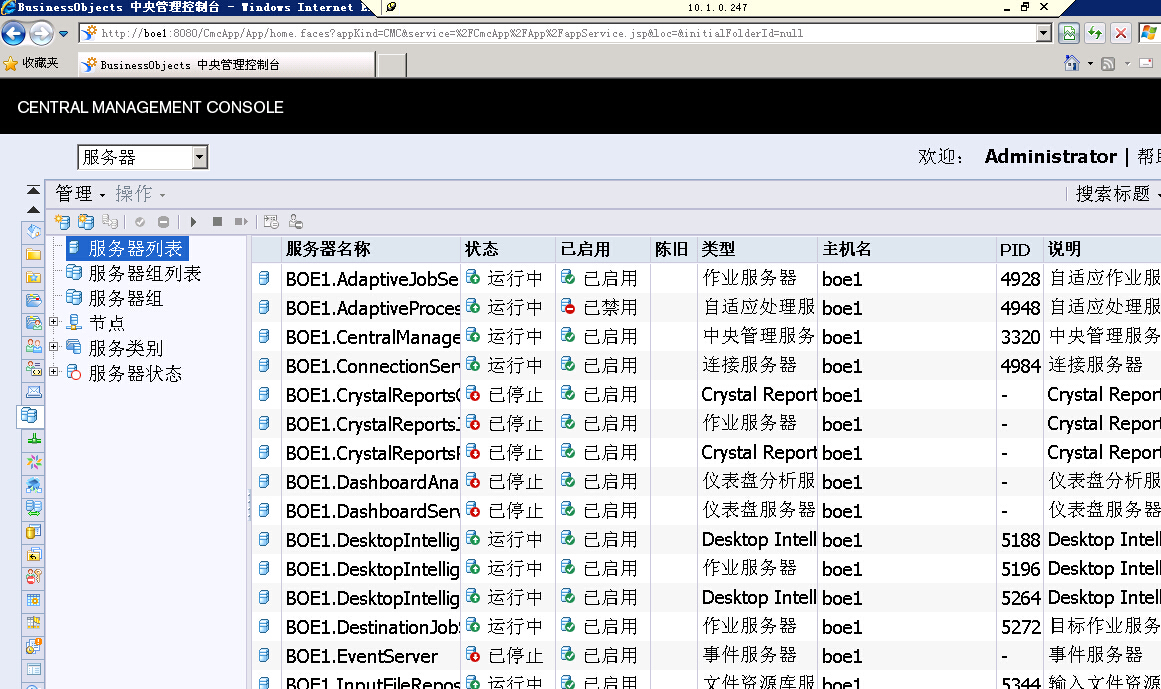 BusinessObjects 中央管理控制台 - Windows Internet E
10.1.0.247
http://boe1:8080/CmcApp/App/home.faces?appKind=CMC&service=%2FCmcApp%2FApp%2FappService.jsp&loc=&initialFolderId=null
收藏夹 BusinessObjects 中央管理控制台
CENTRAL MANAGEMENT CONSOLE
服务器 欢迎： Administrator | 帮助
管理 操作 搜索标题
服务器列表
服务器组列表
服务器组
节点
服务类别
服务器状态
服务器名称 状态 已启用 陈旧 类型 主机名 PID 说明
BOE1.AdaptiveJobSe 运行中 已启用 作业服务器 boe1 4928 自适应作业服
BOE1.AdaptiveProces 运行中 已禁用 自适应处理服 boe1 4948 自适应处理服
BOE1.CentralManage 运行中 已启用 中央管理服务 boe1 3320 中央管理服务
BOE1.ConnectionSer 运行中 已启用 连接服务器 boe1 4984 连接服务器
BOE1.CrystalReports 已停止 已启用 Crystal Report boe1 - Crystal Report
BOE1.CrystalReports 已停止 已启用 作业服务器 boe1 - Crystal Report
BOE1.CrystalReports 已停止 已启用 Crystal Report boe1 - Crystal Report
BOE1.DashboardAna 已停止 已启用 仪表盘分析服 boe1 - 仪表盘分析服
BOE1.DashboardServ 已停止 已启用 仪表盘服务器 boe1 - 仪表盘服务器
BOE1.DesktopIntellig 运行中 已启用 Desktop Intell boe1 5188 Desktop Intell
BOE1.DesktopIntellig 运行中 已启用 作业服务器 boe1 5196 Desktop Intell
BOE1.DesktopIntellig 运行中 已启用 Desktop Intell boe1 5264 Desktop Intell
BOE1.DestinationJob 运行中 已启用 作业服务器 boe1 5272 目标作业服务
BOE1.EventServer 已停止 已启用 事件服务器 boe1 - 事件服务器
BOE1.InputFileRepos 运行中 已启用 文件资源库服 boe1 5344 输入文件资源